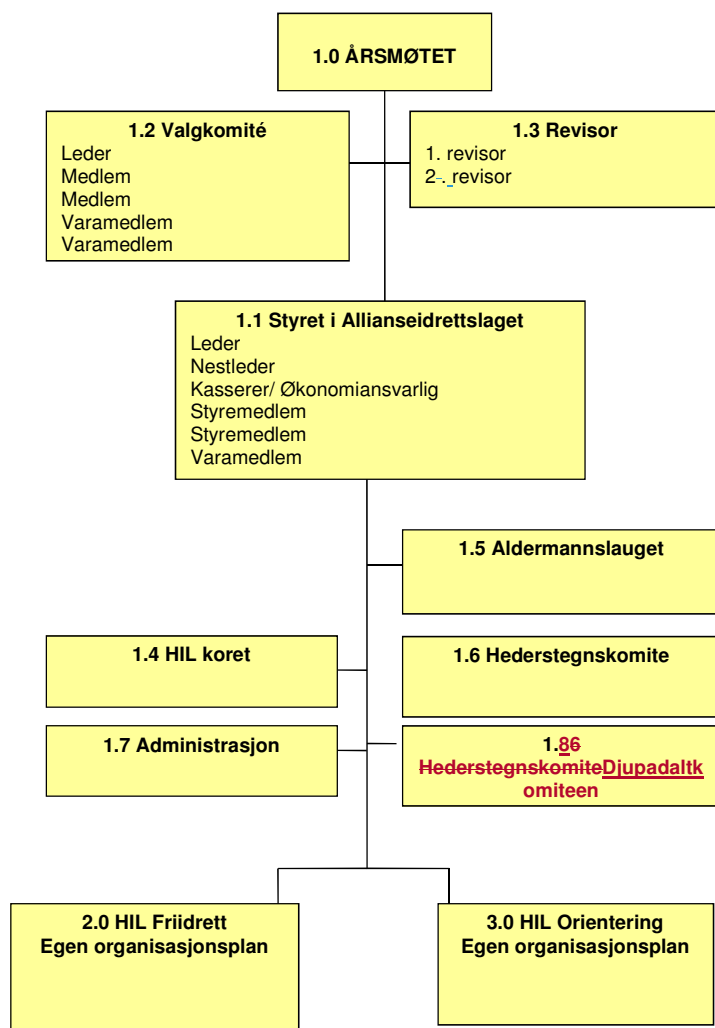 1.0 ÅRSMØTET
1.2 Valgkomité
Leder
Medlem
Medlem
Varamedlem
Varamedlem
1.3 Revisor
1. revisor
2-. revisor
1.1 Styret i Allianseidrettslaget
Leder
Nestleder
Kasserer/ Økonomiansvarlig
Styremedlem
Styremedlem
Varamedlem
1.5 Aldermannslauget
1.4 HIL koret
1.6 Hederstegnskomite
1.7 Administrasjon
1.86
HederstegnskomiteDjupadaltk
omiteen
2.0 HIL Friidrett
Egen organisasjonsplan
3.0 HIL Orientering
Egen organisasjonsplan